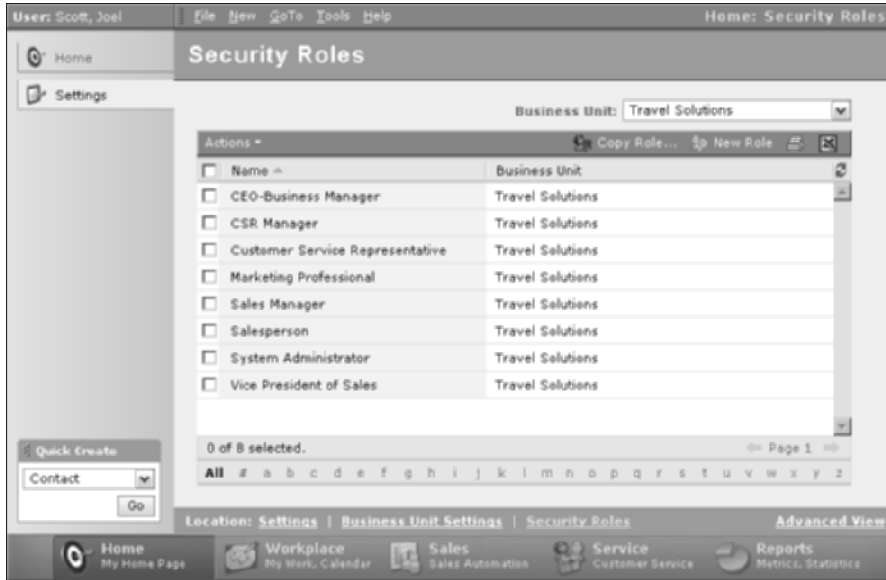 User: Scott, Joel File New GoTo Tools Help Home: Security Roles
Home
Settings
Security Roles
Business Unit: Travel Solutions
Actions Copy Role... New Role
Name Business Unit
CEO-Business Manager Travel Solutions
CSR Manager Travel Solutions
Customer Service Representative Travel Solutions
Marketing Professional Travel Solutions
Sales Manager Travel Solutions
Salesperson Travel Solutions
System Administrator Travel Solutions
Vice President of Sales Travel Solutions
0 of 8 selected. Page 1
All # a b c d e f g h i j k l m n o p q r s t u v w x y z
Quick Create
Contact
Go
Location: Settings | Business Unit Settings | Security Roles Advanced View
Home Workplace Sales Service Reports
My Home Page My Work, Calendar Sales Automation Customer Service Metrics, Statistics